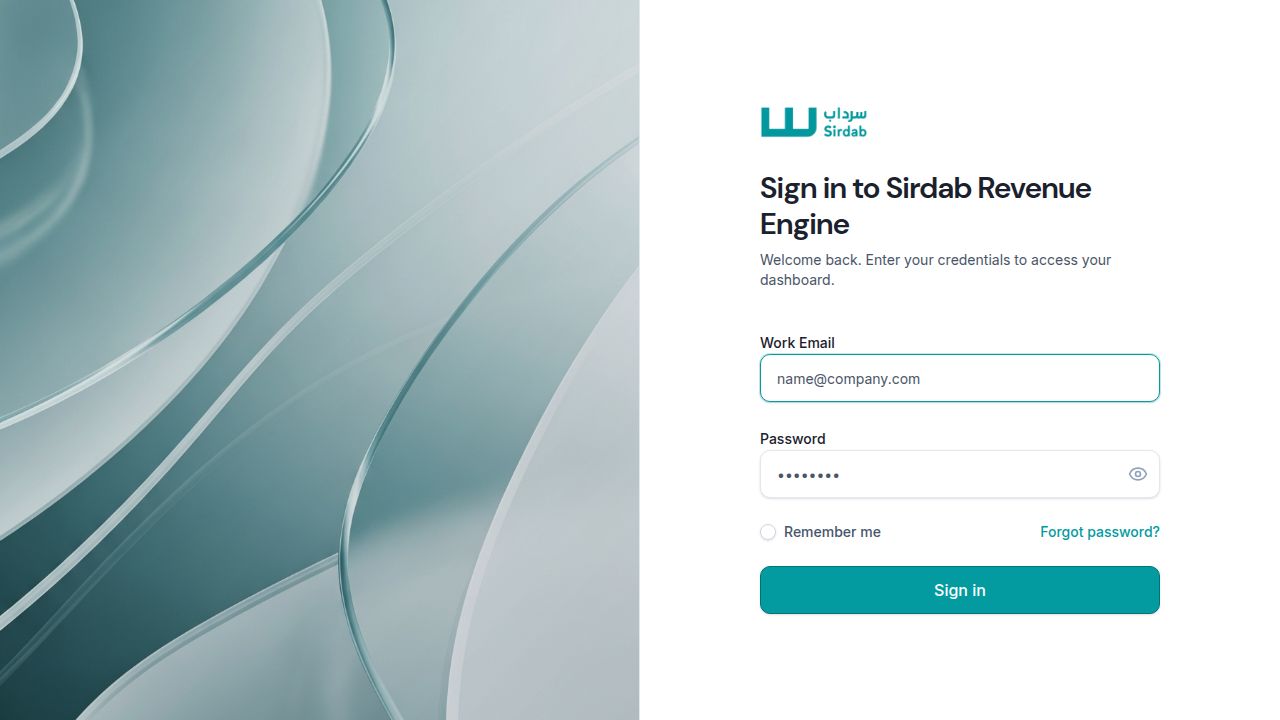 سرداب
Sirdab
Sign in to Sirdab Revenue
Engine
Welcome back. Enter your credentials to access your
dashboard.
Work Email
name@company.com
Password
••••••••
Remember me
Forgot password?
Sign in